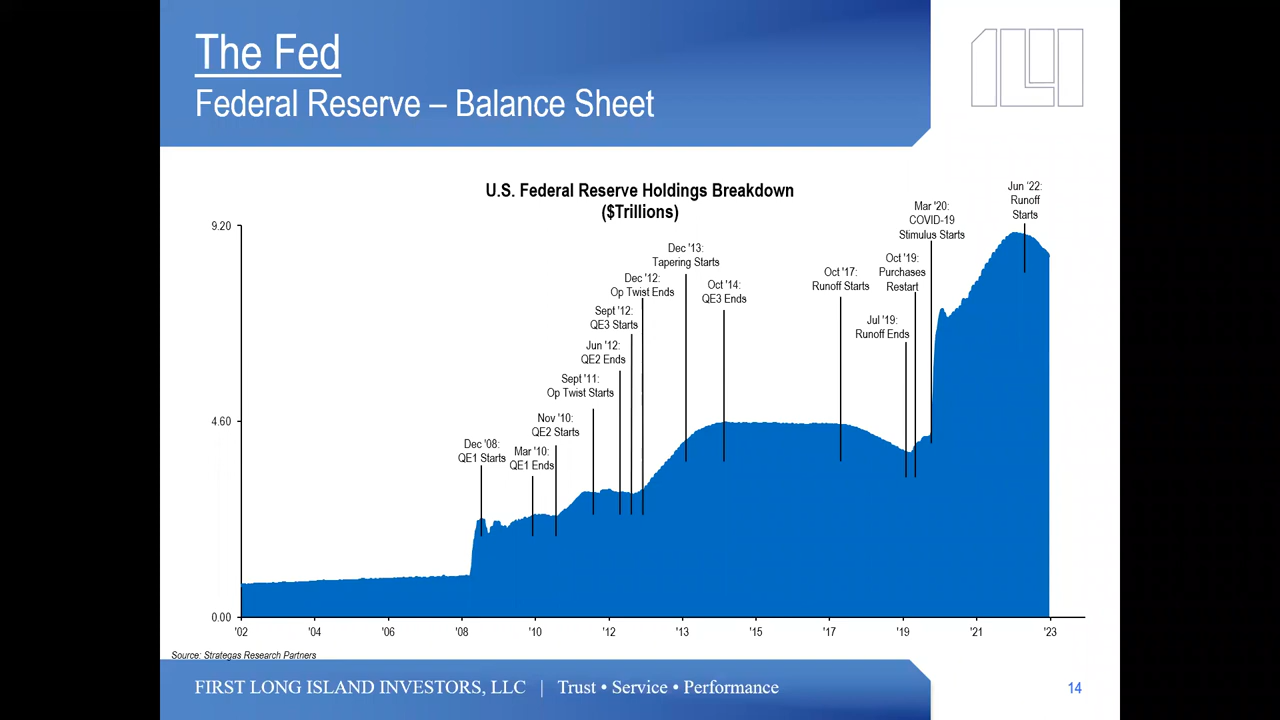 The Fed
Federal Reserve – Balance Sheet
U.S. Federal Reserve Holdings Breakdown
($Trillions)
9.20
4.60
0.00
Dec '08:
QE1 Starts
Mar '10:
QE1 Ends
Nov '10:
QE2 Starts
Sept '11:
Op Twist Starts
Jun '12:
QE2 Ends
Sept '12:
QE3 Starts
Dec '12:
Op Twist Ends
Dec '13:
Tapering Starts
Oct '14:
QE3 Ends
Oct '17:
Runoff Starts
Jul '19:
Runoff Ends
Oct '19:
Purchases
Restart
Mar '20:
COVID-19
Stimulus Starts
Jun '22:
Runoff
Starts
'02 '04 '06 '08 '10 '12 '13 '15 '17 '19 '21 '23
Source: Strategas Research Partners
FIRST LONG ISLAND INVESTORS, LLC | Trust • Service • Performance
14